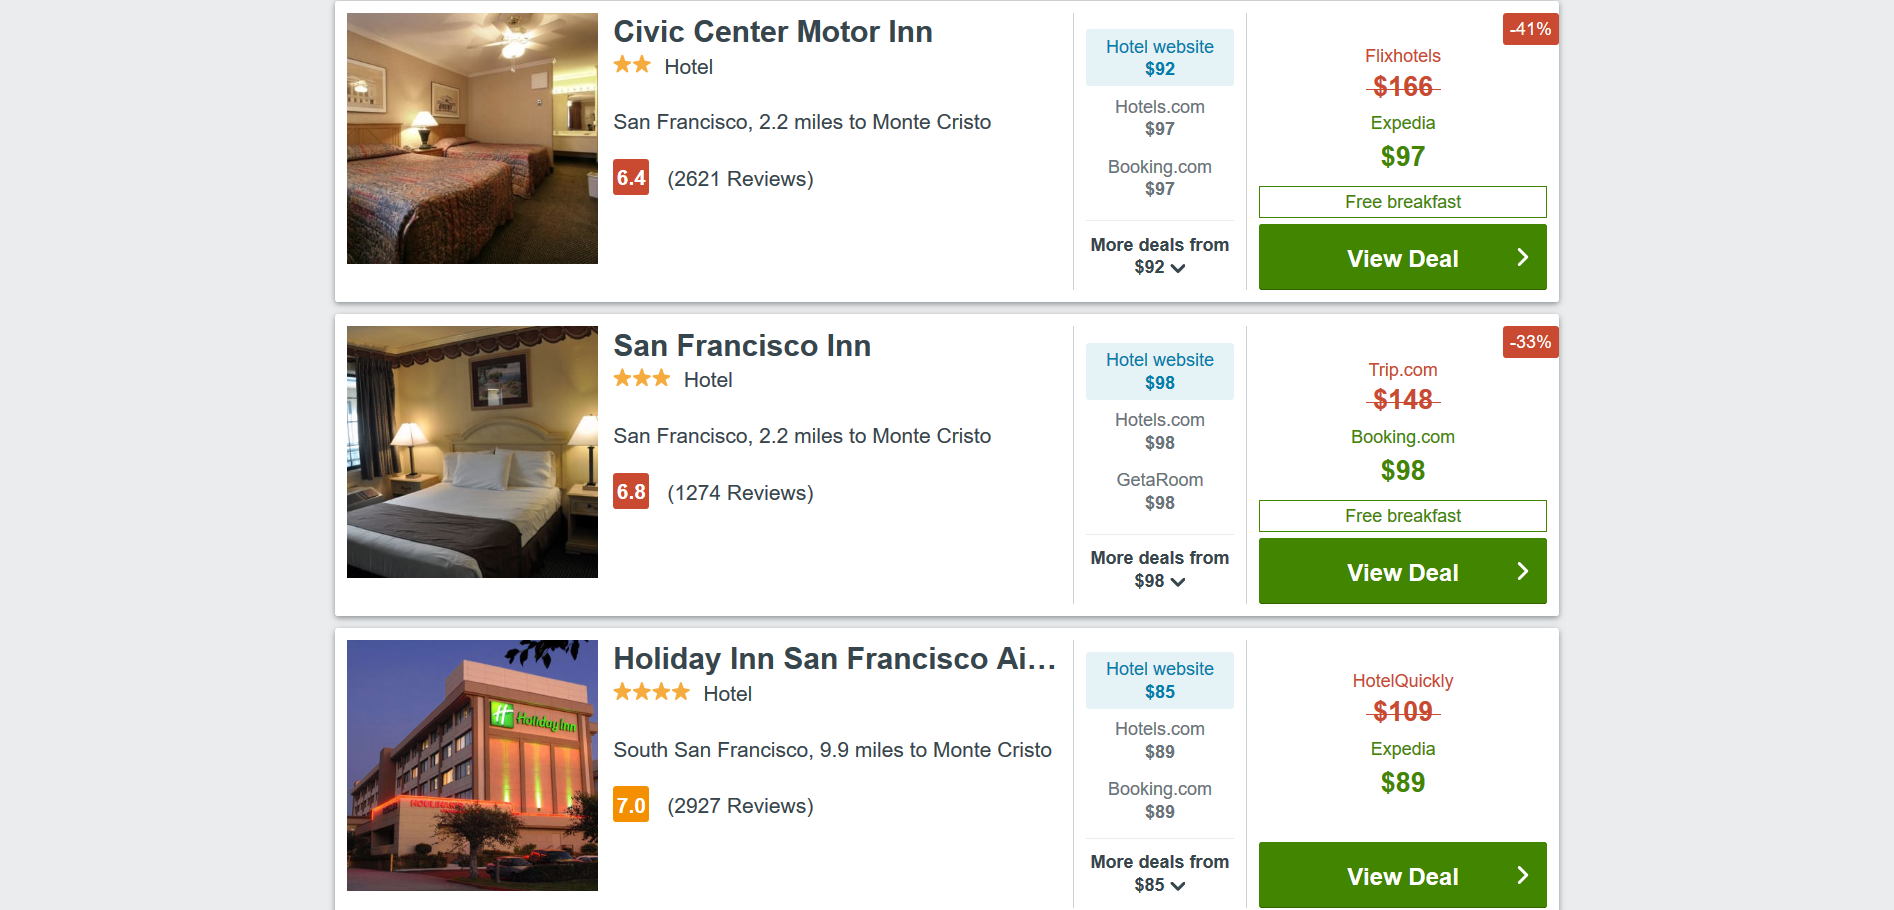 Civic Center Motor Inn
Hotel
San Francisco, 2.2 miles to Monte Cristo
6.4 (2621 Reviews)
Hotel website
$92
Hotels.com
$97
Booking.com
$97
More deals from
$92
-41%
Flixhotels
$166
Expedia
$97
Free breakfast
View Deal
San Francisco Inn
Hotel
San Francisco, 2.2 miles to Monte Cristo
6.8 (1274 Reviews)
Hotel website
$98
Hotels.com
$98
GetaRoom
$98
More deals from
$98
-33%
Trip.com
$148
Booking.com
$98
Free breakfast
View Deal
H Holiday Inn
Holiday Inn San Francisco Ai...
Hotel
South San Francisco, 9.9 miles to Monte Cristo
7.0 (2927 Reviews)
Hotel website
$85
Hotels.com
$89
Booking.com
$89
More deals from
$85
HotelQuickly
$109
Expedia
$89
View Deal